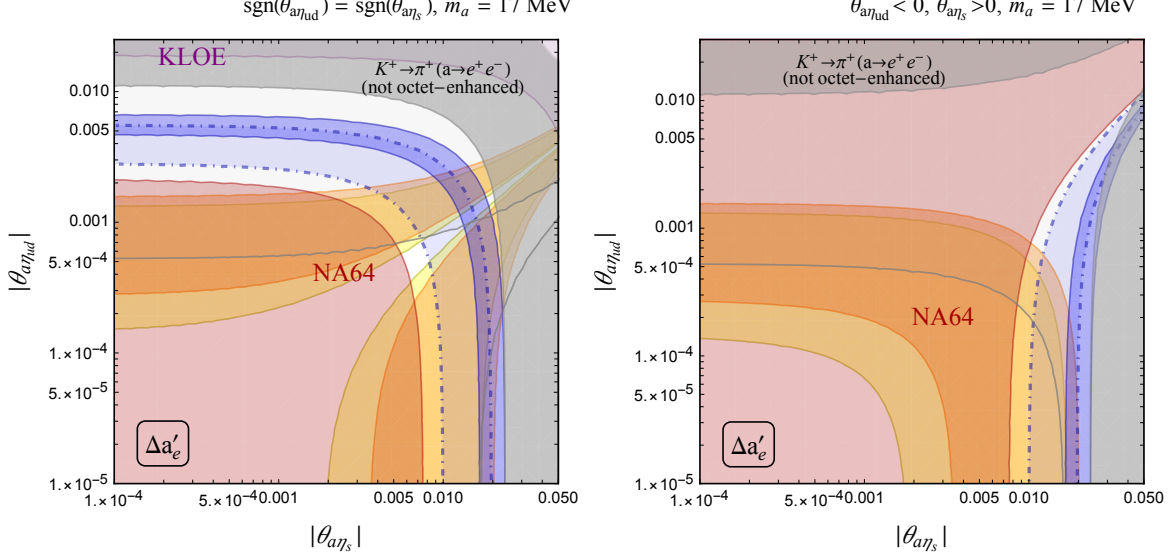 sgn(θaηud) = sgn(θaηs), ma = 17 MeV
KLOE
K+→π+(a→e+e−)
(not octet−enhanced)
0.010
0.005
0.001
5.×10−4
1.×10−4
5.×10−5
1.×10−5
|θaηud|
NA64
Δa′e
1.×10−4
5.×10−4
0.001
0.005
0.010
0.050
|θaηs|
θaηud < 0, θaηs >0, ma = 17 MeV
K+→π+(a→e+e−)
(not octet−enhanced)
0.010
0.005
0.001
5.×10−4
1.×10−4
5.×10−5
1.×10−5
|θaηud|
NA64
Δa′e
1.×10−4
5.×10−4
0.001
0.005
0.010
0.050
|θaηs|